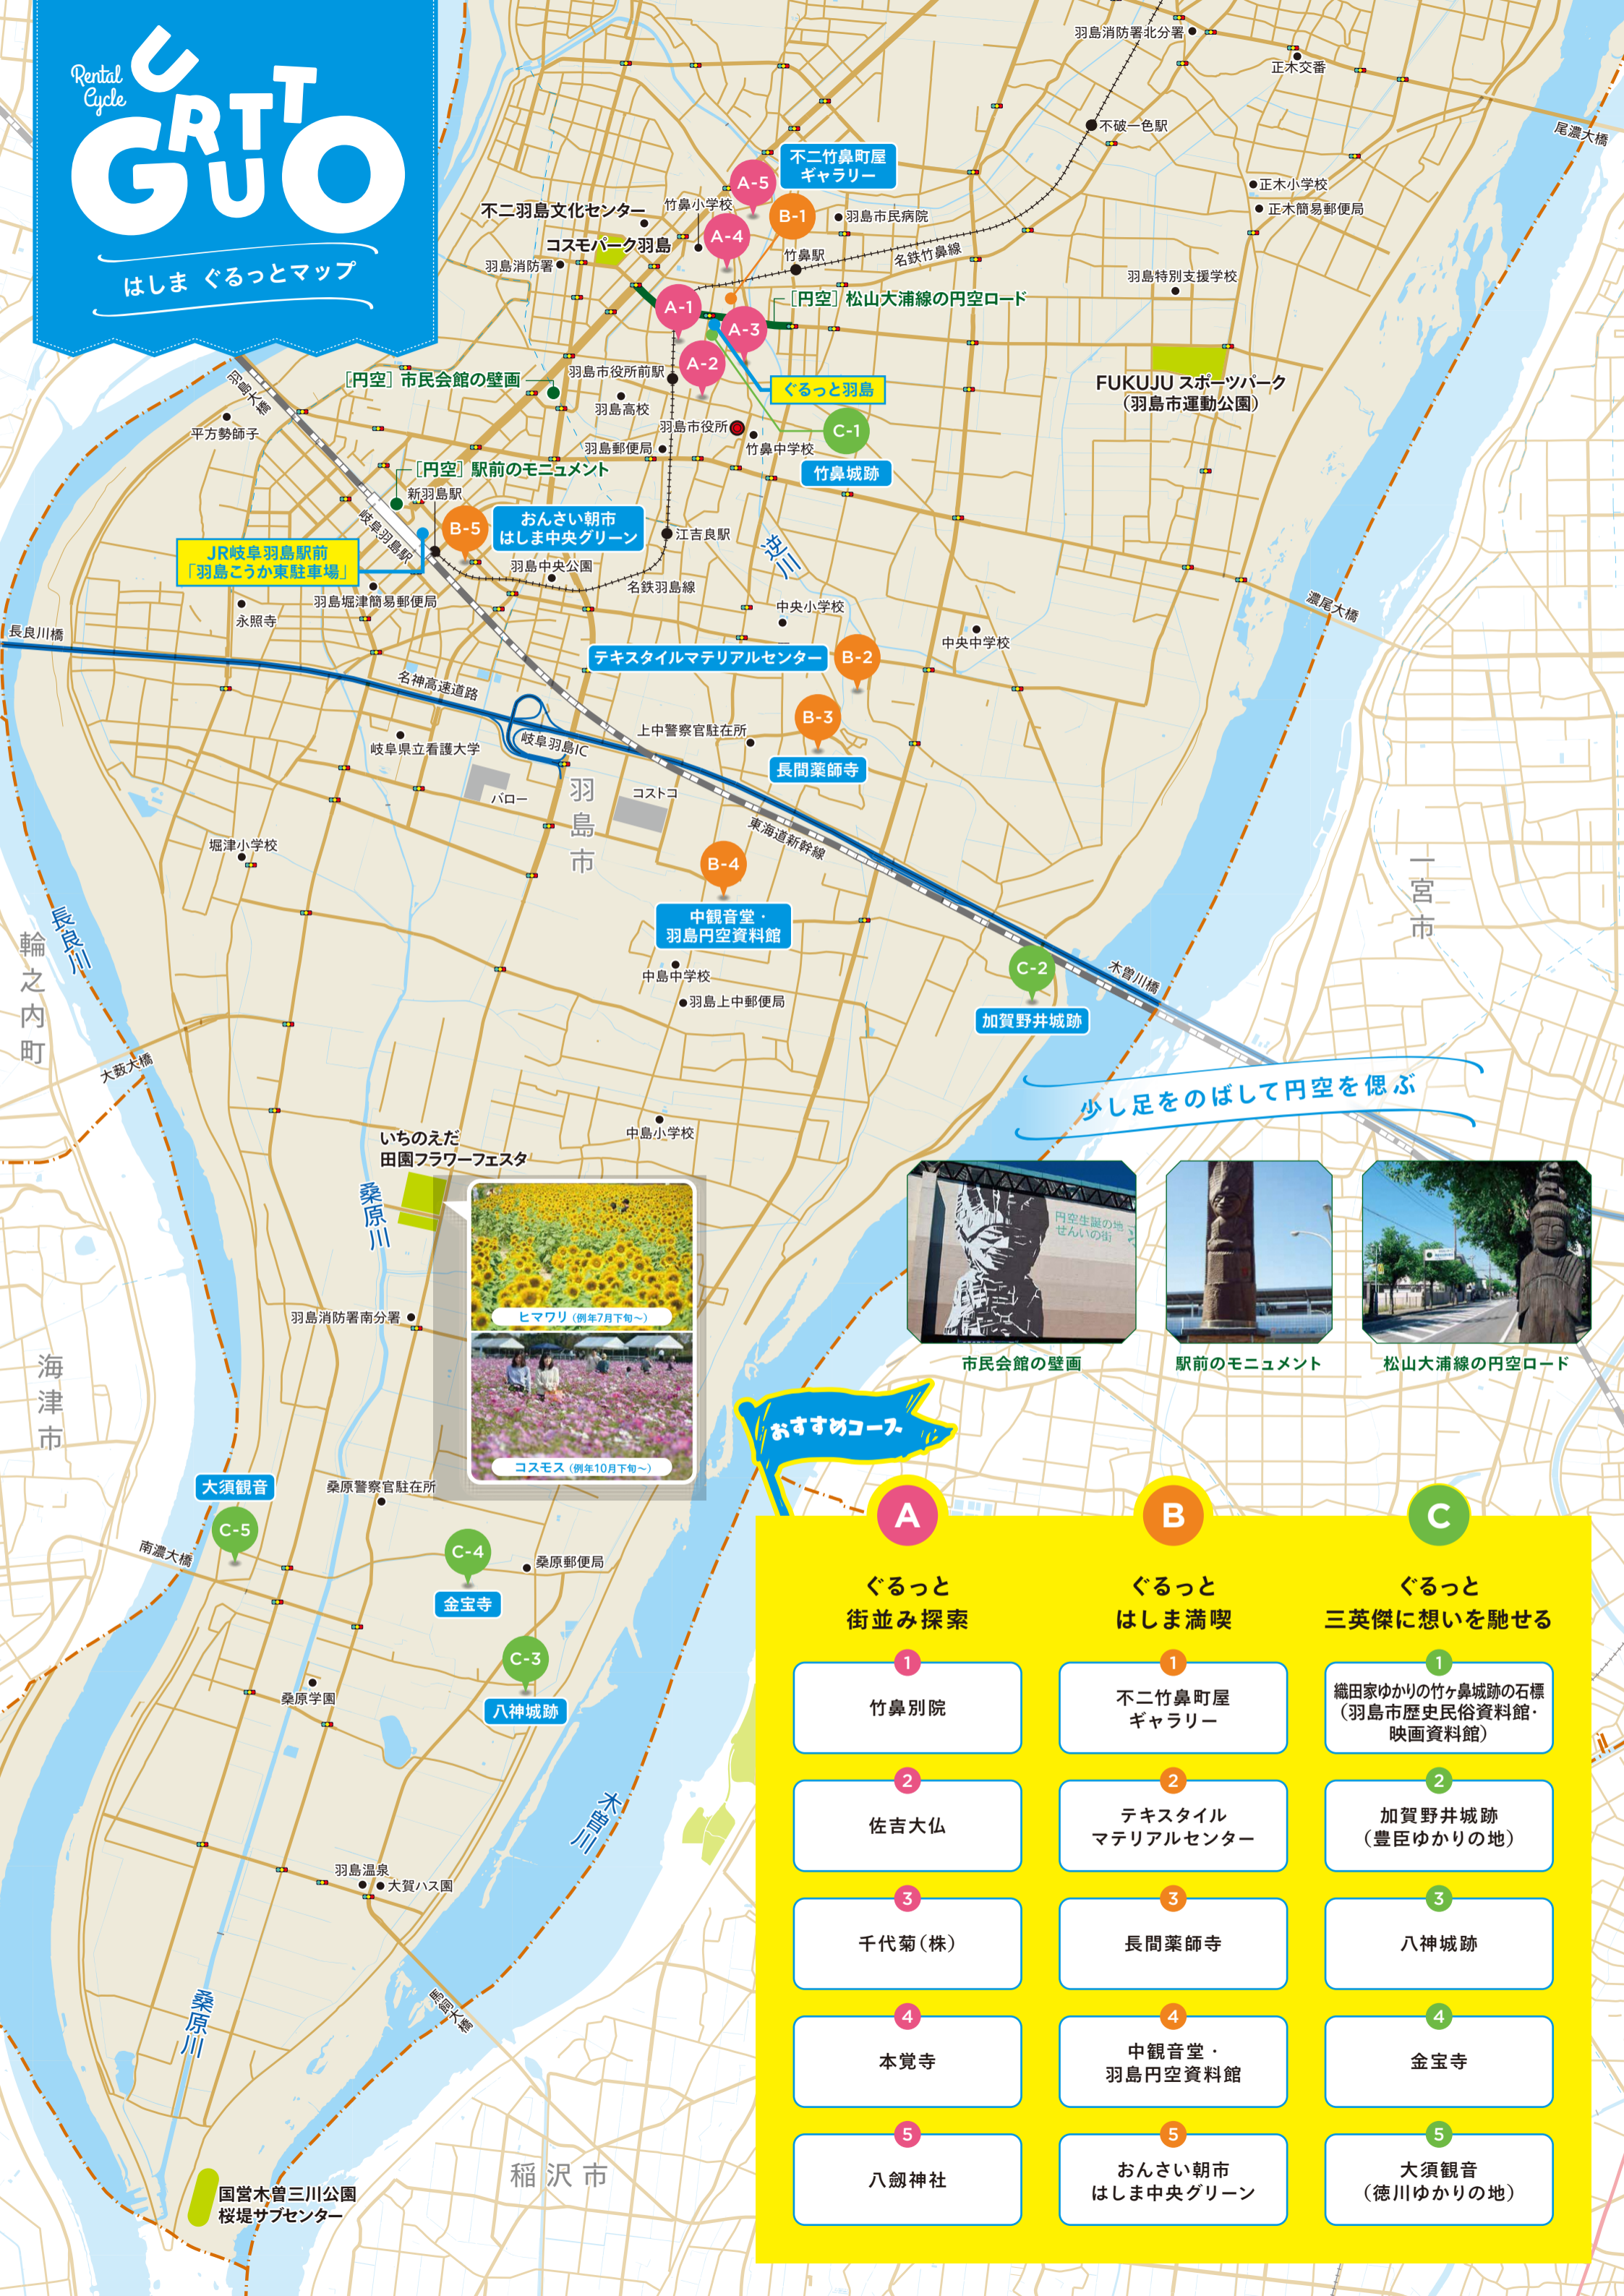 Rental
Cycle
GURUTTO
はしま ぐるっとマップ
羽島消防署北分署
正木交番
尾濃大橋
不破一色駅
正木小学校
正木簡易郵便局
不二竹鼻町屋
ギャラリー
A-5
B-1
竹鼻小学校
羽島市民病院
不二羽島文化センター
A-4
コスモパーク羽島
竹鼻駅
名鉄竹鼻線
羽島消防署
羽島特別支援学校
A-1
［円空］松山大浦線の円空ロード
A-3
A-2
羽島市役所前駅
［円空］市民会館の壁画
ぐるっと羽島
FUKUJU スポーツパーク
（羽島市運動公園）
羽島大橋
平方勢師子
羽島高校
羽島市役所
C-1
羽島郵便局
竹鼻中学校
竹鼻城跡
［円空］駅前のモニュメント
新羽島駅
岐阜羽島駅
B-5
おんさい朝市
はしま中央グリーン
江吉良駅
逆川
JR岐阜羽島駅前
「羽島こうか東駐車場」
羽島中央公園
名鉄羽島線
羽島堀津簡易郵便局
永照寺
中央小学校
濃尾大橋
長良川橋
中央中学校
テキスタイルマテリアルセンター
B-2
名神高速道路
B-3
上中警察官駐在所
岐阜羽島IC
岐阜県立看護大学
長間薬師寺
バロー
コストコ
羽島市
東海道新幹線
堀津小学校
B-4
一宮市
中観音堂・
羽島円空資料館
長良川
輪之内町
中島中学校
羽島上中郵便局
C-2
木曽川橋
加賀野井城跡
大薮大橋
少し足をのばして円空を偲ぶ
中島小学校
いちのえだ
田園フラワーフェスタ
桑原川
円空生誕の地
せんいの街
羽島消防署南分署
ヒマワリ（例年7月下旬～）
市民会館の壁画
駅前のモニュメント
松山大浦線の円空ロード
海津市
コスモス（例年10月下旬～）
大須観音
桑原警察官駐在所
C-5
南濃大橋
C-4
桑原郵便局
金宝寺
C-3
八神城跡
桑原学園
木曽川
羽島温泉
大賀ハス園
馬飼大橋
桑原川
稲沢市
国営木曽三川公園
桜堤サブセンター
おすすめコース
A
ぐるっと
街並み探索
1
竹鼻別院
2
佐吉大仏
3
千代菊（株）
4
本覚寺
5
八劔神社
B
ぐるっと
はしま満喫
1
不二竹鼻町屋
ギャラリー
2
テキスタイル
マテリアルセンター
3
長間薬師寺
4
中観音堂・
羽島円空資料館
5
おんさい朝市
はしま中央グリーン
C
ぐるっと
三英傑に想いを馳せる
1
織田家ゆかりの竹ヶ鼻城跡の石標
（羽島市歴史民俗資料館・
映画資料館）
2
加賀野井城跡
（豊臣ゆかりの地）
3
八神城跡
4
金宝寺
5
大須観音
（徳川ゆかりの地）